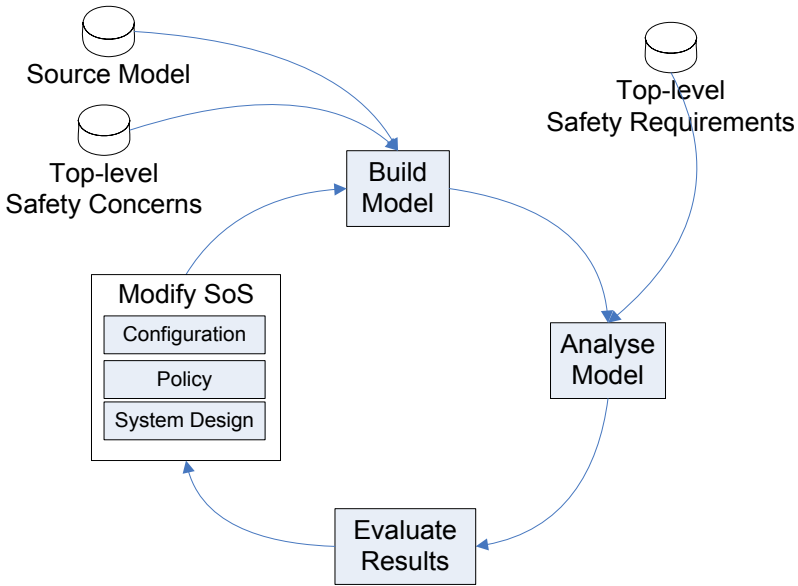 Source Model
Top-level
Safety Concerns
Top-level
Safety Requirements
Build
Model
Modify SoS
Configuration
Policy
System Design
Analyse
Model
Evaluate
Results